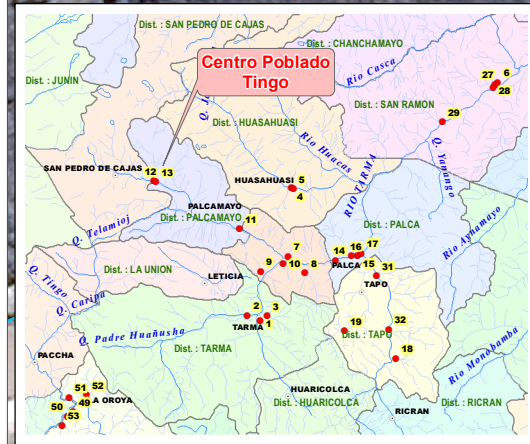 Dist. : SAN PEDRO DE CAJAS
Dist. : CHANCHAMAYO
Centro Poblado
Tingo
Dist. : JUNIN
Rio Casca
27
6
28
Dist. : SAN RAMON
29
Q. Yanango
Dist. : HUASAHUASI
Rio Huacas
RIO TARMA
SAN PEDRO DE CAJAS
12
13
HUASAHUASI
5
4
PALCAMAYO
Dist. : PALCAMAYO
11
Dist. : PALCA
Rio Aynamayo
Q. Telamioj
7
14
16
17
PALCA
15
9
10
8
Dist. : LA UNION
LETICIA
31
TAPO
Q. Tingo
Q. Caripa
2
3
TARMA
1
19
Dist. : TAPO
32
Q. Padre Huañusha
Dist. : TARMA
PACCHA
18
Rio Monobamba
51
52
A OROYA
50
49
53
HUARICOLCA
Dist. : HUARICOLCA
Dist. : RICRAN
RICRAN